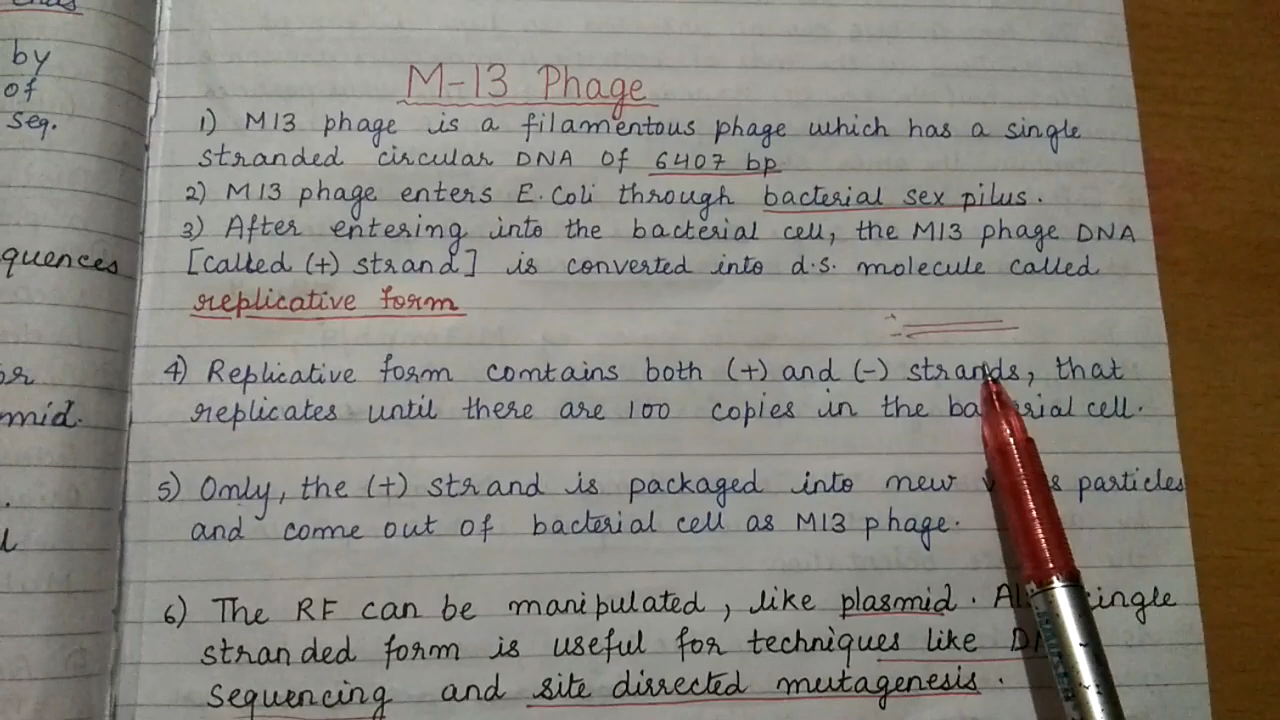 by
of
seq.
quences
mid.
M-13 Phage
1) M13 phage is a filamentous phage which has a single
stranded circular DNA of 6407 bp
2) M13 phage enters E. Coli through bacterial sex pilus.
3) After entering into the bacterial cell, the M13 phage DNA
[called (+) strand] is converted into d.s. molecule called
replicative form
4) Replicative form contains both (+) and (-) strands, that
replicates until there are 100 copies in the ba rial cell.
5) Only, the (+) strand is packaged into new particles
and come out of bacterial cell as M13 phage.
6) The RF can be manipulated, like plasmid. ingle
stranded form is useful for techniques like
sequencing and site dirrected mutagenesis.